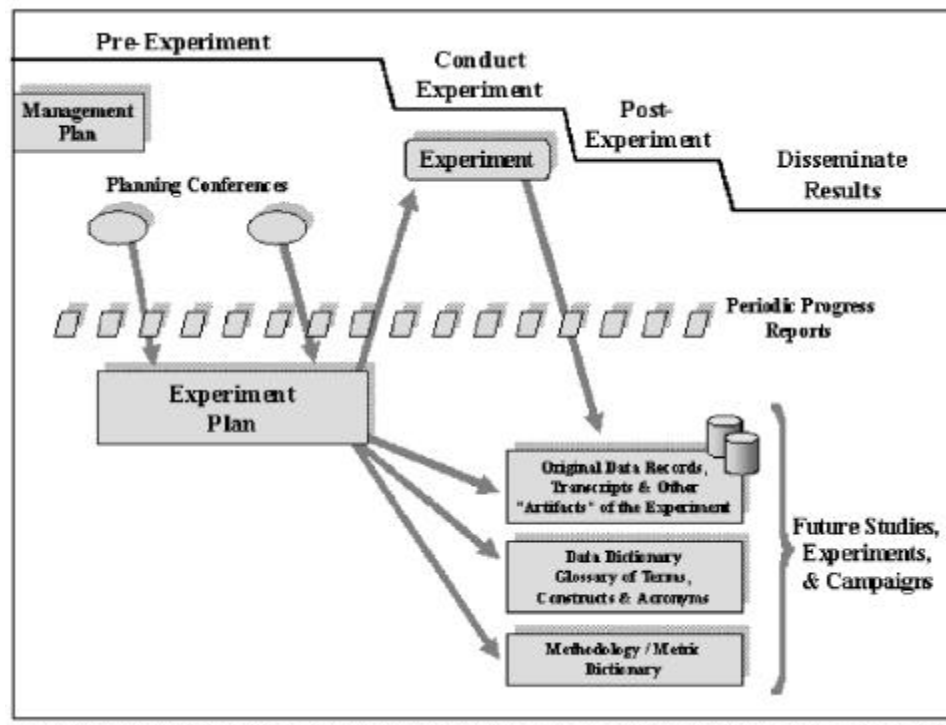 Pre-Experiment
Conduct
Experiment
Post-
Experiment
Disseminate
Results
Management
Plan
Experiment
Planning Conferences
Periodic Progress
Reports
Experiment
Plan
Original Data Records,
Transcripts & Other
"Artifacts" of the Experiment
Data Dictionary
Glossary of Terms,
Constructs & Acronyms
Methodology / Metric
Dictionary
Future Studies,
Experiments,
& Campaigns